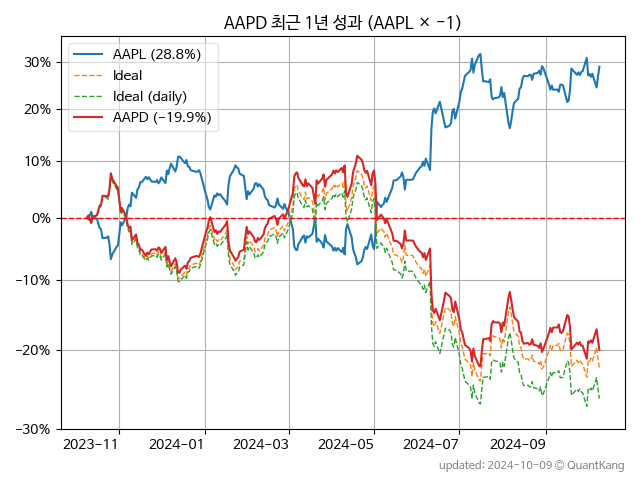 AAPD 최근 1년 성과 (AAPL × −1)
AAPL (28.8%)
Ideal
Ideal (daily)
AAPD (−19.9%)
30%
20%
10%
0%
−10%
−20%
−30%
2023-11
2024-01
2024-03
2024-05
2024-07
2024-09
updated: 2024-10-09 © QuantKang